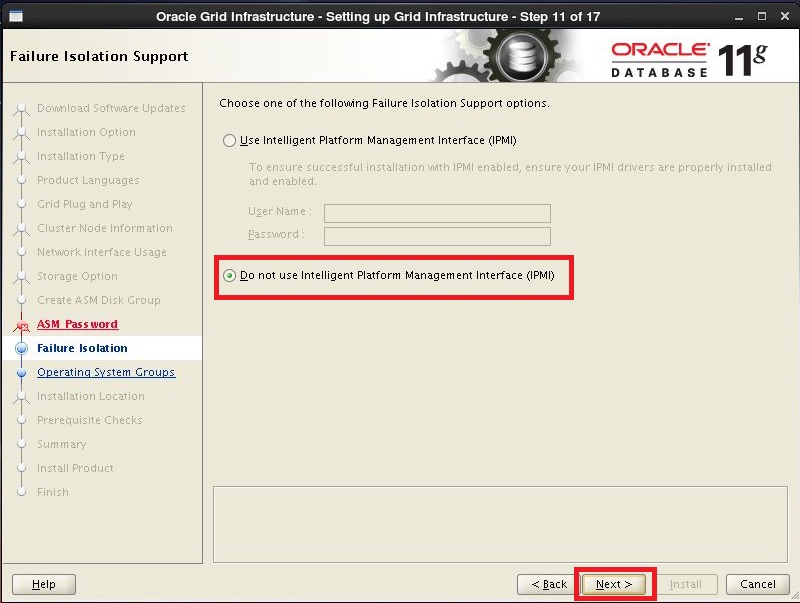 Oracle Grid Infrastructure - Setting up Grid Infrastructure - Step 11 of 17
Failure Isolation Support
ORACLE
DATABASE
11g
Download Software Updates
Installation Option
Installation Type
Product Languages
Grid Plug and Play
Cluster Node Information
Network Interface Usage
Storage Option
Create ASM Disk Group
ASM Password
Failure Isolation
Operating System Groups
Installation Location
Prerequisite Checks
Summary
Install Product
Finish
Choose one of the following Failure Isolation Support options.
Use Intelligent Platform Management Interface (IPMI)
To ensure successful installation with IPMI enabled, ensure your IPMI drivers are properly installed
and enabled.
User Name :
Password :
Do not use Intelligent Platform Management Interface (IPMI)
Help
< Back
Next >
Install
Cancel